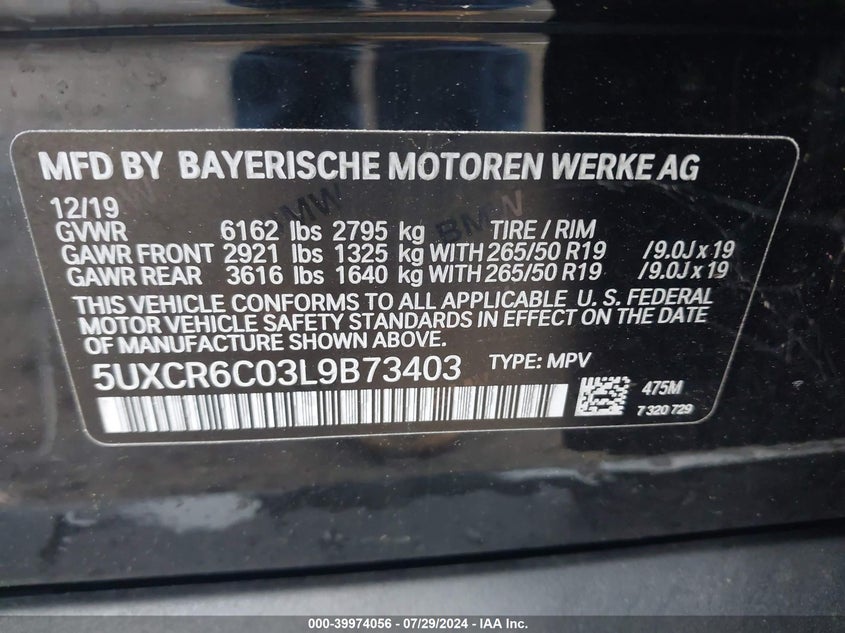 MFD BY BAYERISCHE MOTOREN WERKE AG
12/19
GVWR 6162 lbs 2795 kg TIRE / RIM
GAWR FRONT 2921 lbs 1325 kg WITH 265/50 R19 /9.0J x 19
GAWR REAR 3616 lbs 1640 kg WITH 265/50 R19 /9.0J x 19
THIS VEHICLE CONFORMS TO ALL APPLICABLE U. S. FEDERAL
MOTOR VEHICLE SAFETY STANDARDS IN EFFECT ON THE DATE
OF MANUFACTURE SHOWN ABOVE.
5UXCR6C03L9B73403 TYPE: MPV
475M
7 320 729
BMW
BMW
000-39974056 / 07/29/2024 - © IAA Inc.